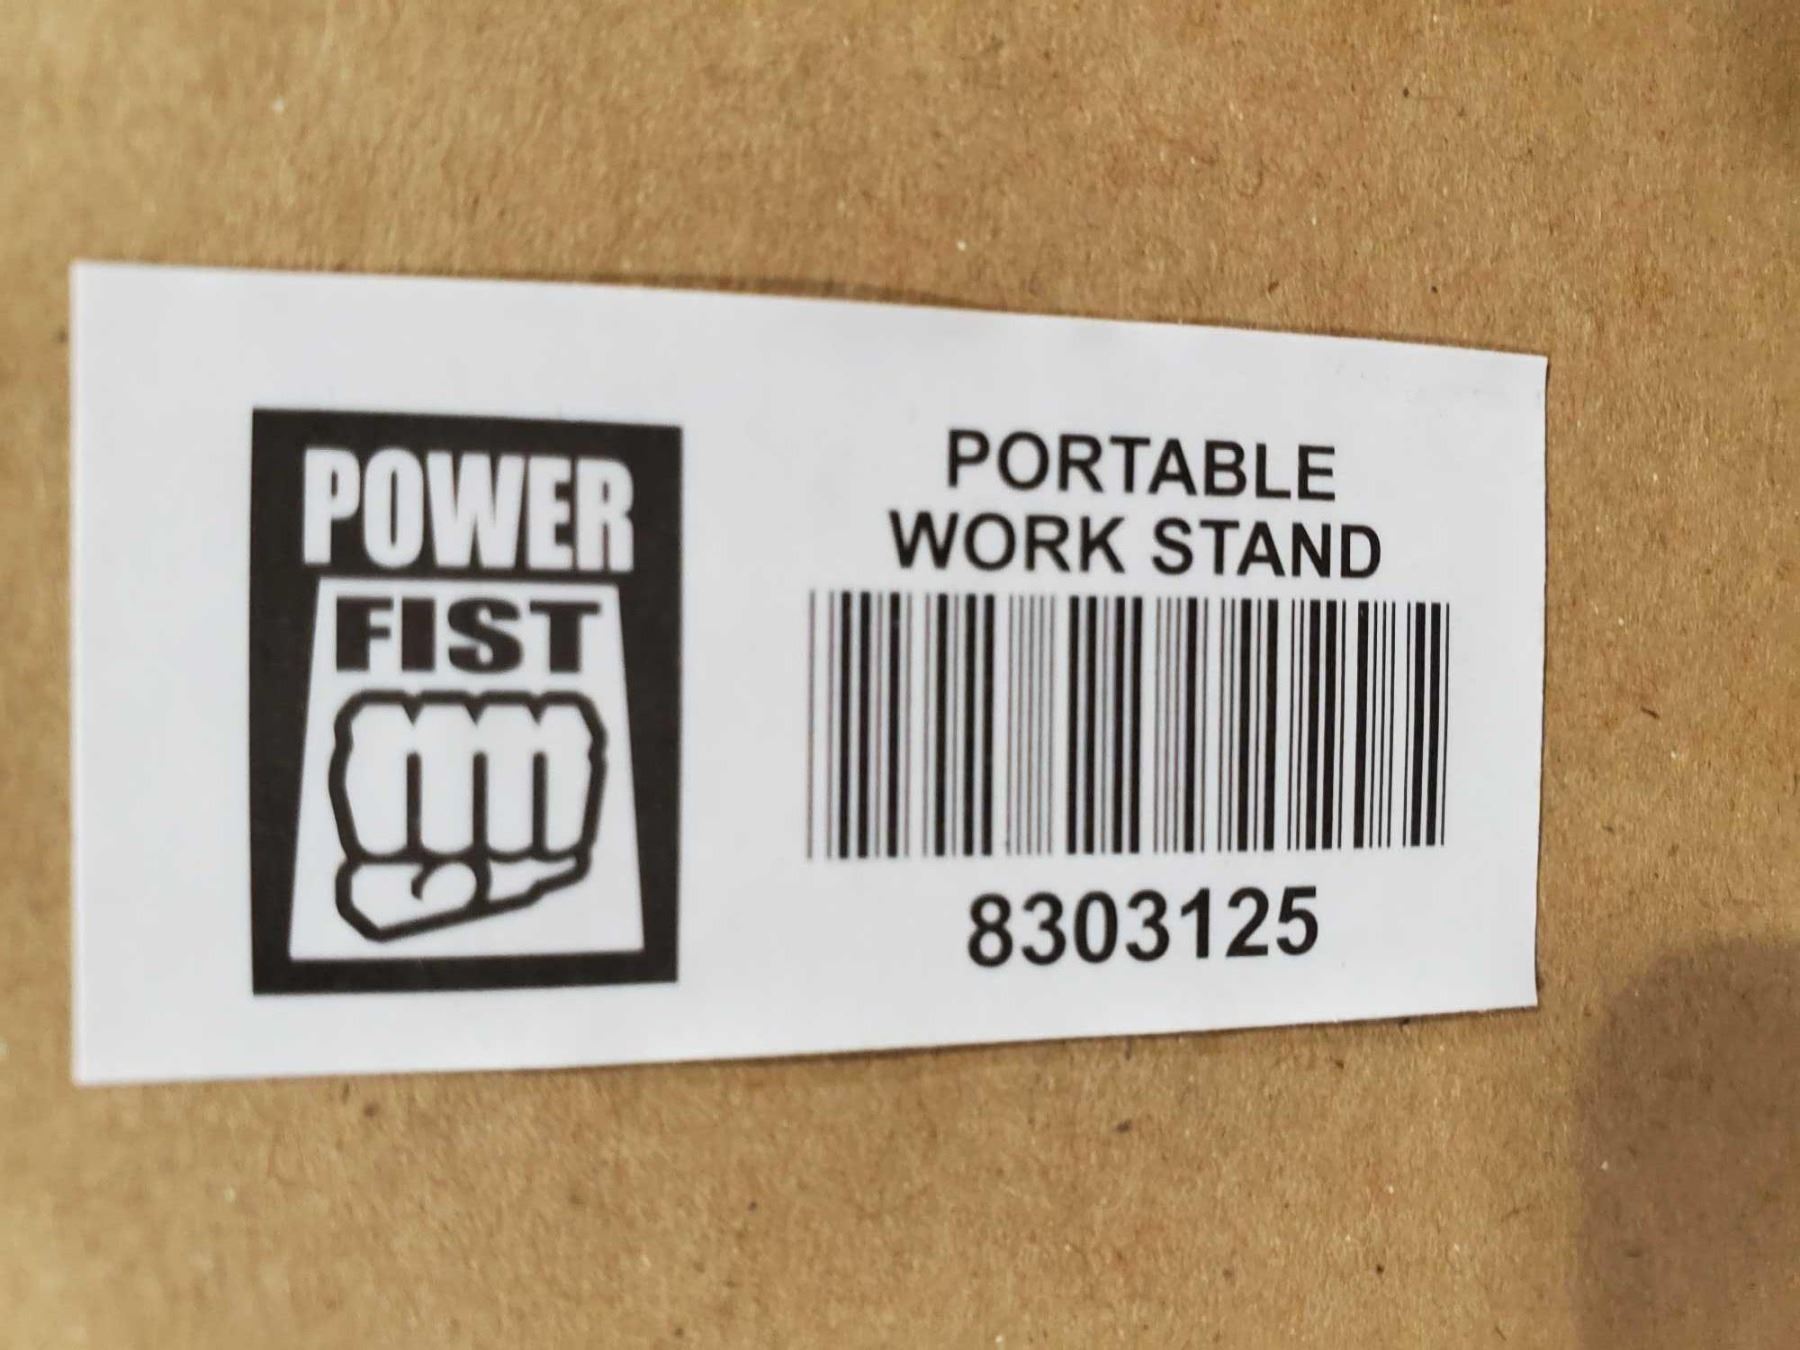 POWER
FIST
PORTABLE
WORK STAND
8303125